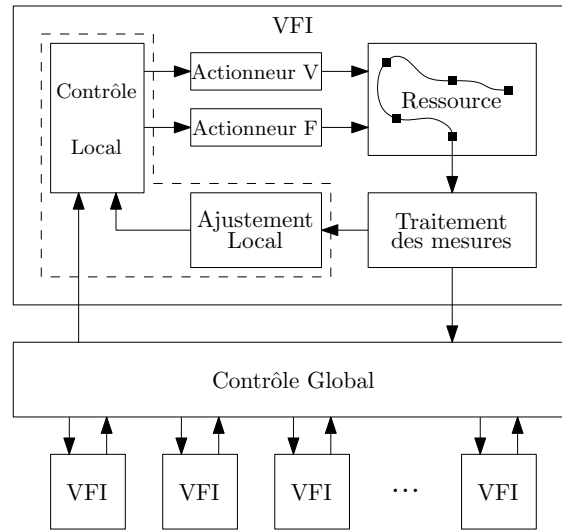 VFI
Contrôle
Local
Actionneur V
Actionneur F
Ressource
Ajustement
Local
Traitement
des mesures
Contrôle Global
VFI
VFI
VFI
...
VFI